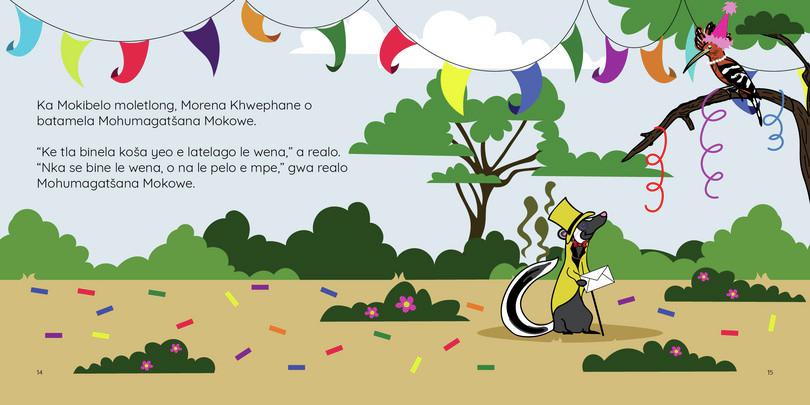 Ka Mokibelo moletlong, Morena Khwephane o
batamela Mohumagatšana Mokowe.
“Ke tla binela koša yeo e latelago le wena,” a realo.
“Nka se bine le wena, o na le pelo e mpe,” gwa realo
Mohumagatšana Mokowe.
14
15